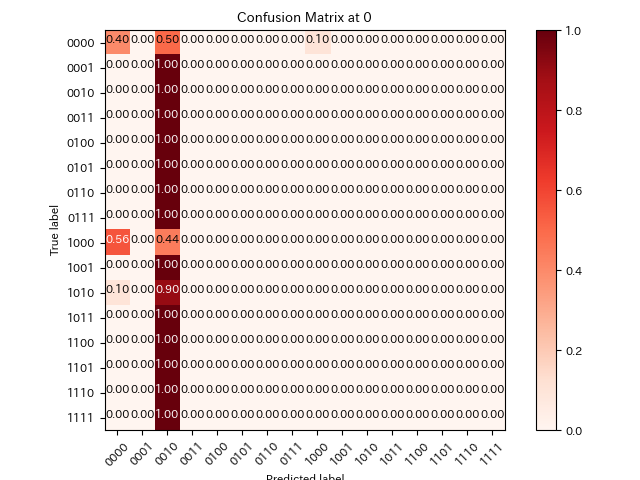 Confusion Matrix at 0
True label
0000 0.40 0.00 0.50 0.00 0.00 0.00 0.00 0.00 0.10 0.00 0.00 0.00 0.00 0.00 0.00 0.00
0001 0.00 0.00 1.00 0.00 0.00 0.00 0.00 0.00 0.00 0.00 0.00 0.00 0.00 0.00 0.00 0.00
0010 0.00 0.00 1.00 0.00 0.00 0.00 0.00 0.00 0.00 0.00 0.00 0.00 0.00 0.00 0.00 0.00
0011 0.00 0.00 1.00 0.00 0.00 0.00 0.00 0.00 0.00 0.00 0.00 0.00 0.00 0.00 0.00 0.00
0100 0.00 0.00 1.00 0.00 0.00 0.00 0.00 0.00 0.00 0.00 0.00 0.00 0.00 0.00 0.00 0.00
0101 0.00 0.00 1.00 0.00 0.00 0.00 0.00 0.00 0.00 0.00 0.00 0.00 0.00 0.00 0.00 0.00
0110 0.00 0.00 1.00 0.00 0.00 0.00 0.00 0.00 0.00 0.00 0.00 0.00 0.00 0.00 0.00 0.00
0111 0.00 0.00 1.00 0.00 0.00 0.00 0.00 0.00 0.00 0.00 0.00 0.00 0.00 0.00 0.00 0.00
1000 0.56 0.00 0.44 0.00 0.00 0.00 0.00 0.00 0.00 0.00 0.00 0.00 0.00 0.00 0.00 0.00
1001 0.00 0.00 1.00 0.00 0.00 0.00 0.00 0.00 0.00 0.00 0.00 0.00 0.00 0.00 0.00 0.00
1010 0.10 0.00 0.90 0.00 0.00 0.00 0.00 0.00 0.00 0.00 0.00 0.00 0.00 0.00 0.00 0.00
1011 0.00 0.00 1.00 0.00 0.00 0.00 0.00 0.00 0.00 0.00 0.00 0.00 0.00 0.00 0.00 0.00
1100 0.00 0.00 1.00 0.00 0.00 0.00 0.00 0.00 0.00 0.00 0.00 0.00 0.00 0.00 0.00 0.00
1101 0.00 0.00 1.00 0.00 0.00 0.00 0.00 0.00 0.00 0.00 0.00 0.00 0.00 0.00 0.00 0.00
1110 0.00 0.00 1.00 0.00 0.00 0.00 0.00 0.00 0.00 0.00 0.00 0.00 0.00 0.00 0.00 0.00
1111 0.00 0.00 1.00 0.00 0.00 0.00 0.00 0.00 0.00 0.00 0.00 0.00 0.00 0.00 0.00 0.00
0000 0001 0010 0011 0100 0101 0110 0111 1000 1001 1010 1011 1100 1101 1110 1111
Predicted label
1.0
0.8
0.6
0.4
0.2
0.0